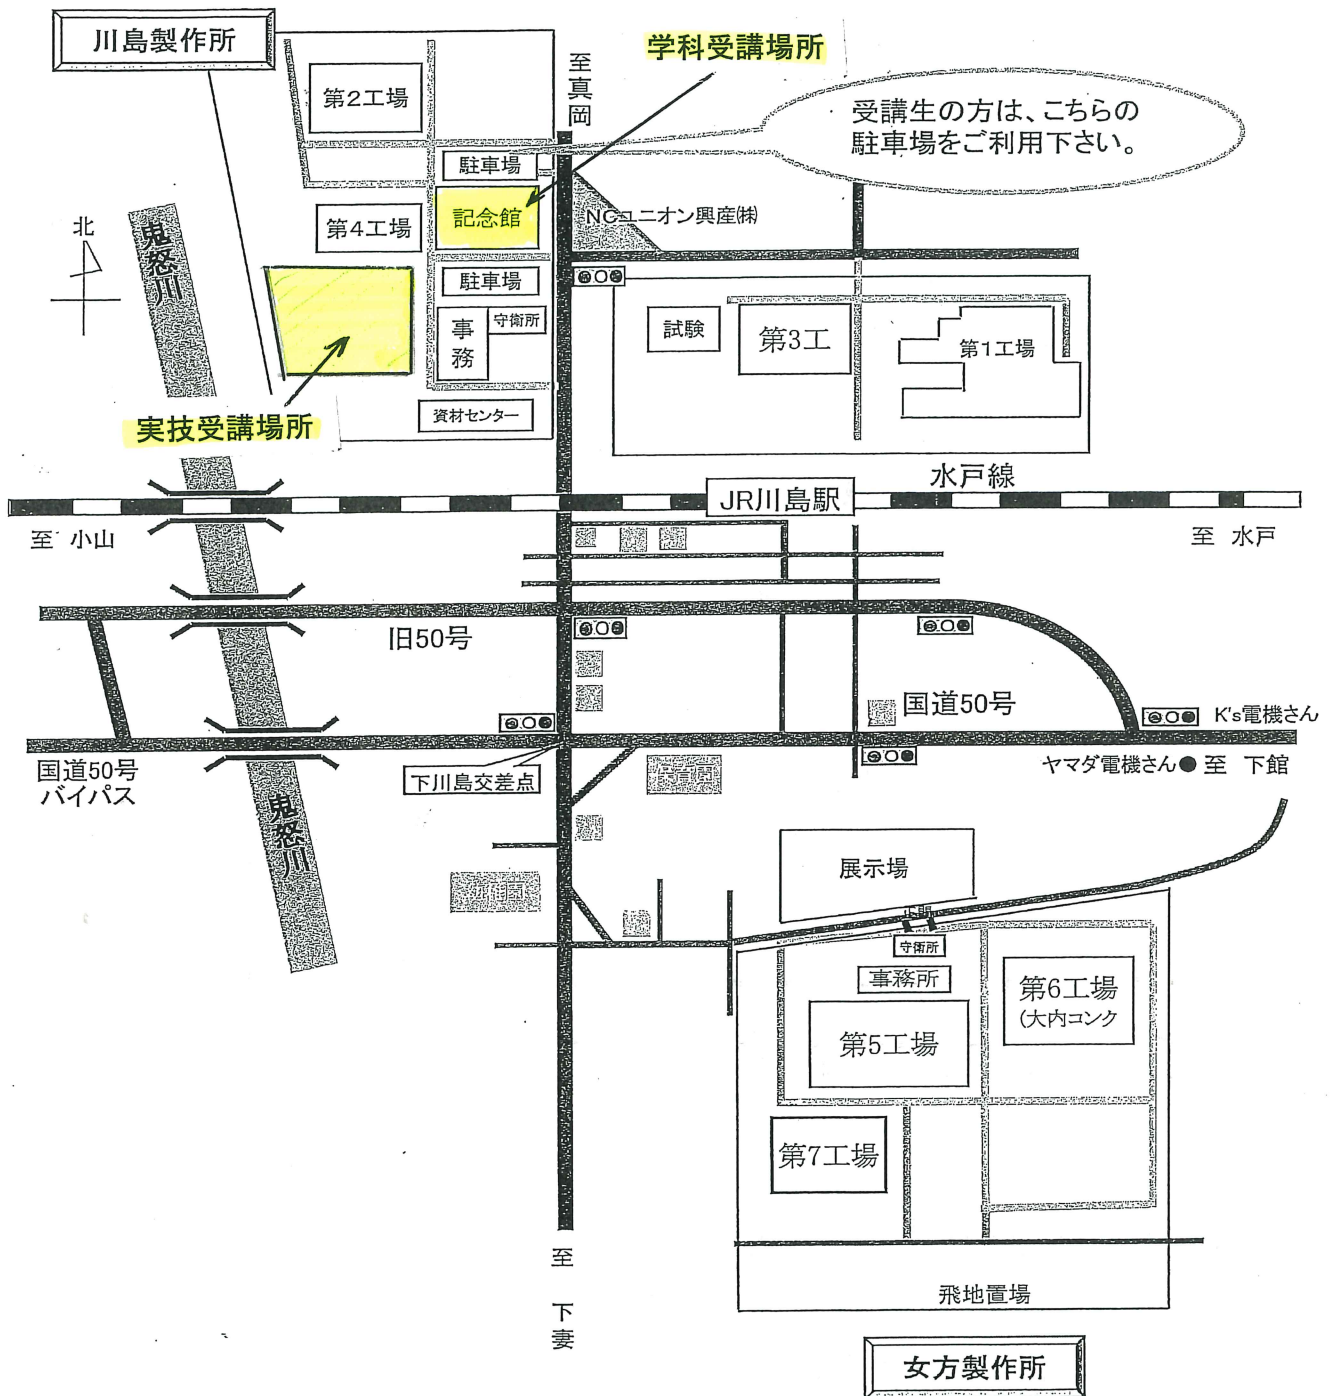 川島製作所
学科受講場所
至真岡
第2工場
受講生の方は、こちらの
駐車場をご利用下さい。
駐車場
記念館
NCユニオン興産㈱
北
鬼怒川
第4工場
駐車場
試験
第3工
第1工場
事務
守衛所
実技受講場所
資材センター
水戸線
JR川島駅
至 小山
至 水戸
旧50号
国道50号
K's電機さん
国道50号
バイパス
下川島交差点
ヤマダ電機さん● 至 下館
保育園
鬼怒川
展示場
守衛所
事務所
第6工場
(大内コンク
第5工場
第7工場
至 下妻
飛地置場
女方製作所